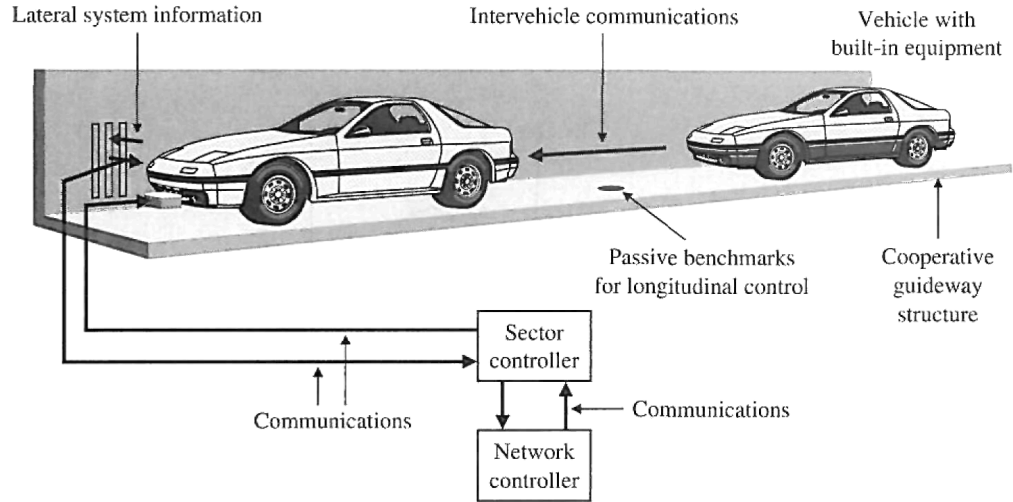 Lateral system information
Intervehicle communications
Vehicle with
built-in equipment
Passive benchmarks
for longitudinal control
Cooperative
guideway
structure
Sector
controller
Communications
Communications
Network
controller